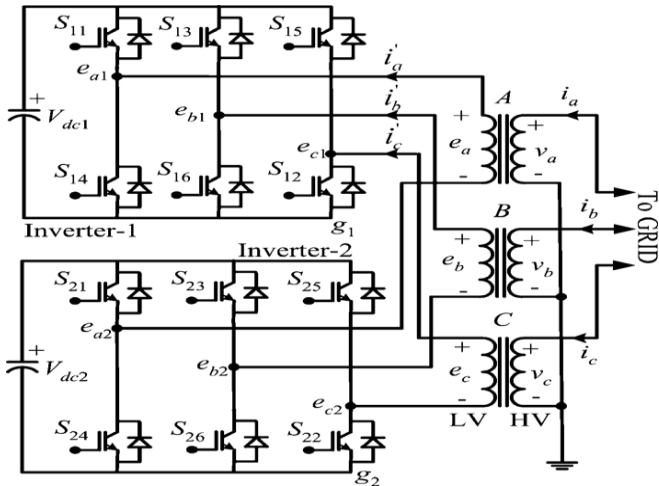 S11 S13 S15
ea1
i'a
A
ia
+
Vdc1
eb1
i'b
+ ea - + va -
ec1
i'c
S14 S16 S12
B
ib
To GRID
Inverter-1
g1
Inverter-2
+ eb - + vb -
S21 S23 S25
ea2
C
+
Vdc2
eb2
+ ec - + vc -
ic
ec2
LV HV
S24 S26 S22
g2